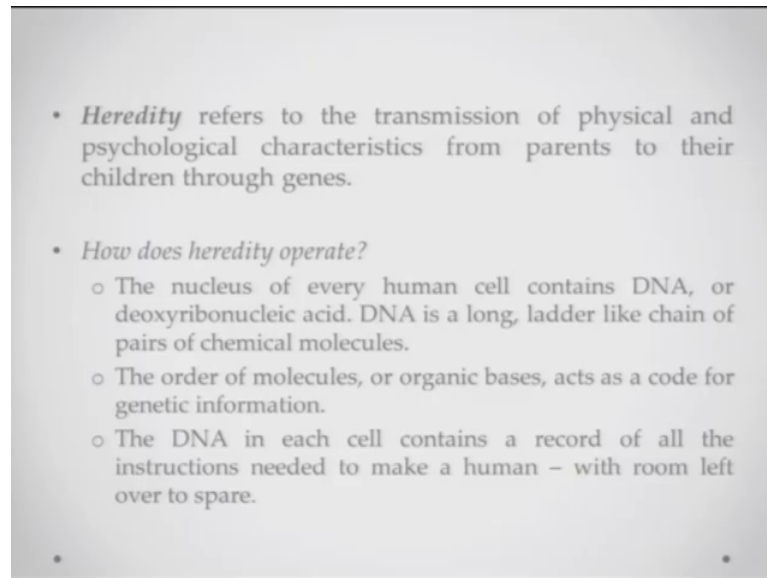 • Heredity refers to the transmission of physical and
psychological characteristics from parents to their
children through genes.
• How does heredity operate?
o The nucleus of every human cell contains DNA, or
deoxyribonucleic acid. DNA is a long, ladder like chain of
pairs of chemical molecules.
o The order of molecules, or organic bases, acts as a code for
genetic information.
o The DNA in each cell contains a record of all the
instructions needed to make a human – with room left
over to spare.